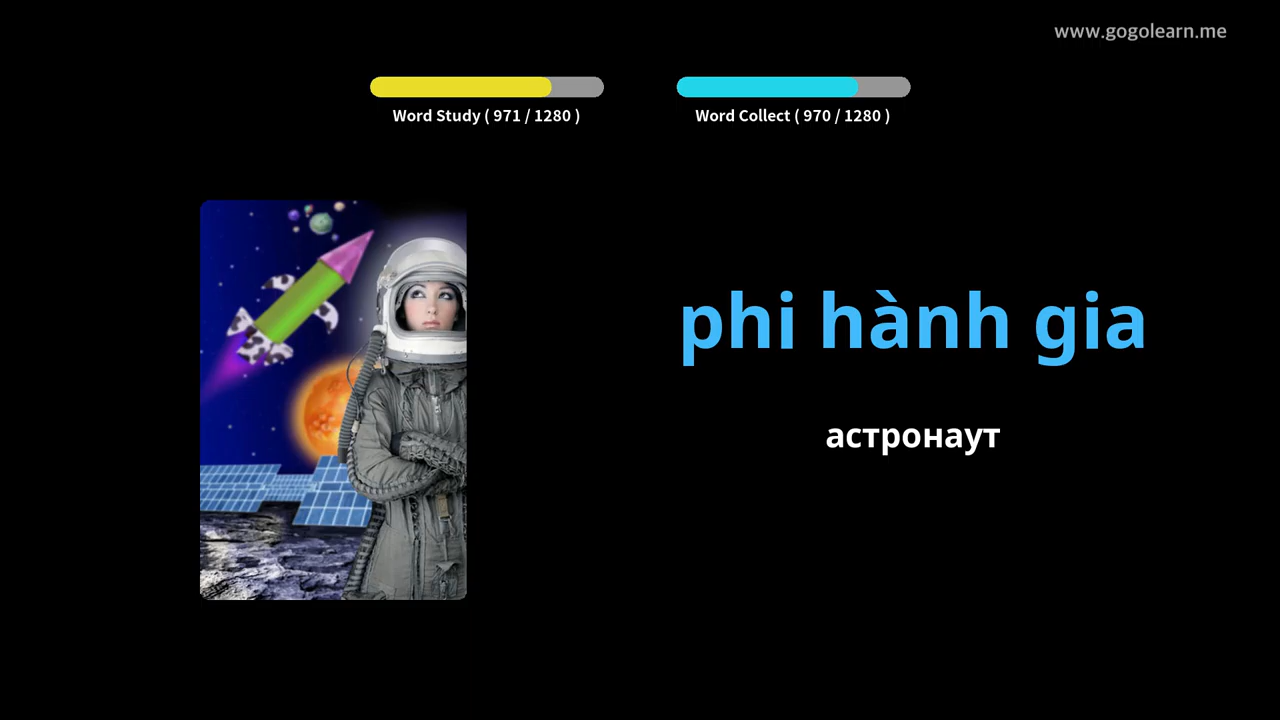 www.gogolearn.me
Word Study ( 971 / 1280 )
Word Collect ( 970 / 1280 )
phi hành gia
астронаут